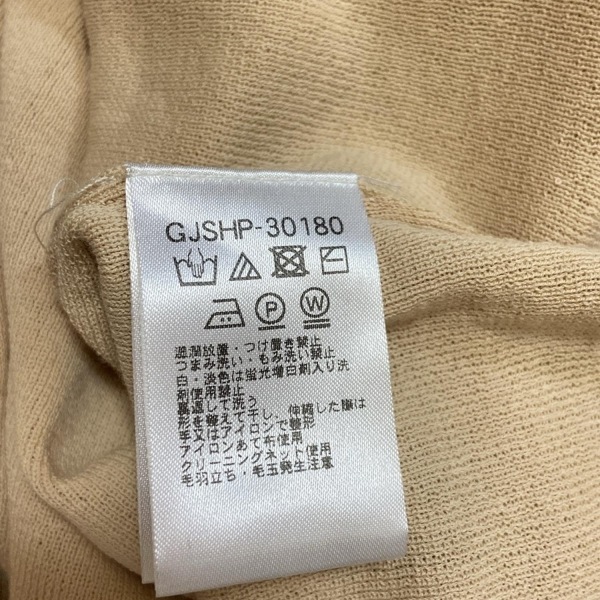 GJSHP-30180
P W
湿潤放置・つけ置き禁止
つまみ洗い・もみ洗い禁止
白・淡色は蛍光増白剤入り洗
剤使用禁止
裏返して洗う
形を整えて干し、伸縮した際は
手又はアイロンで整形
アイロンあて布使用
クリーニングネット使用
毛羽立ち・毛玉発生注意